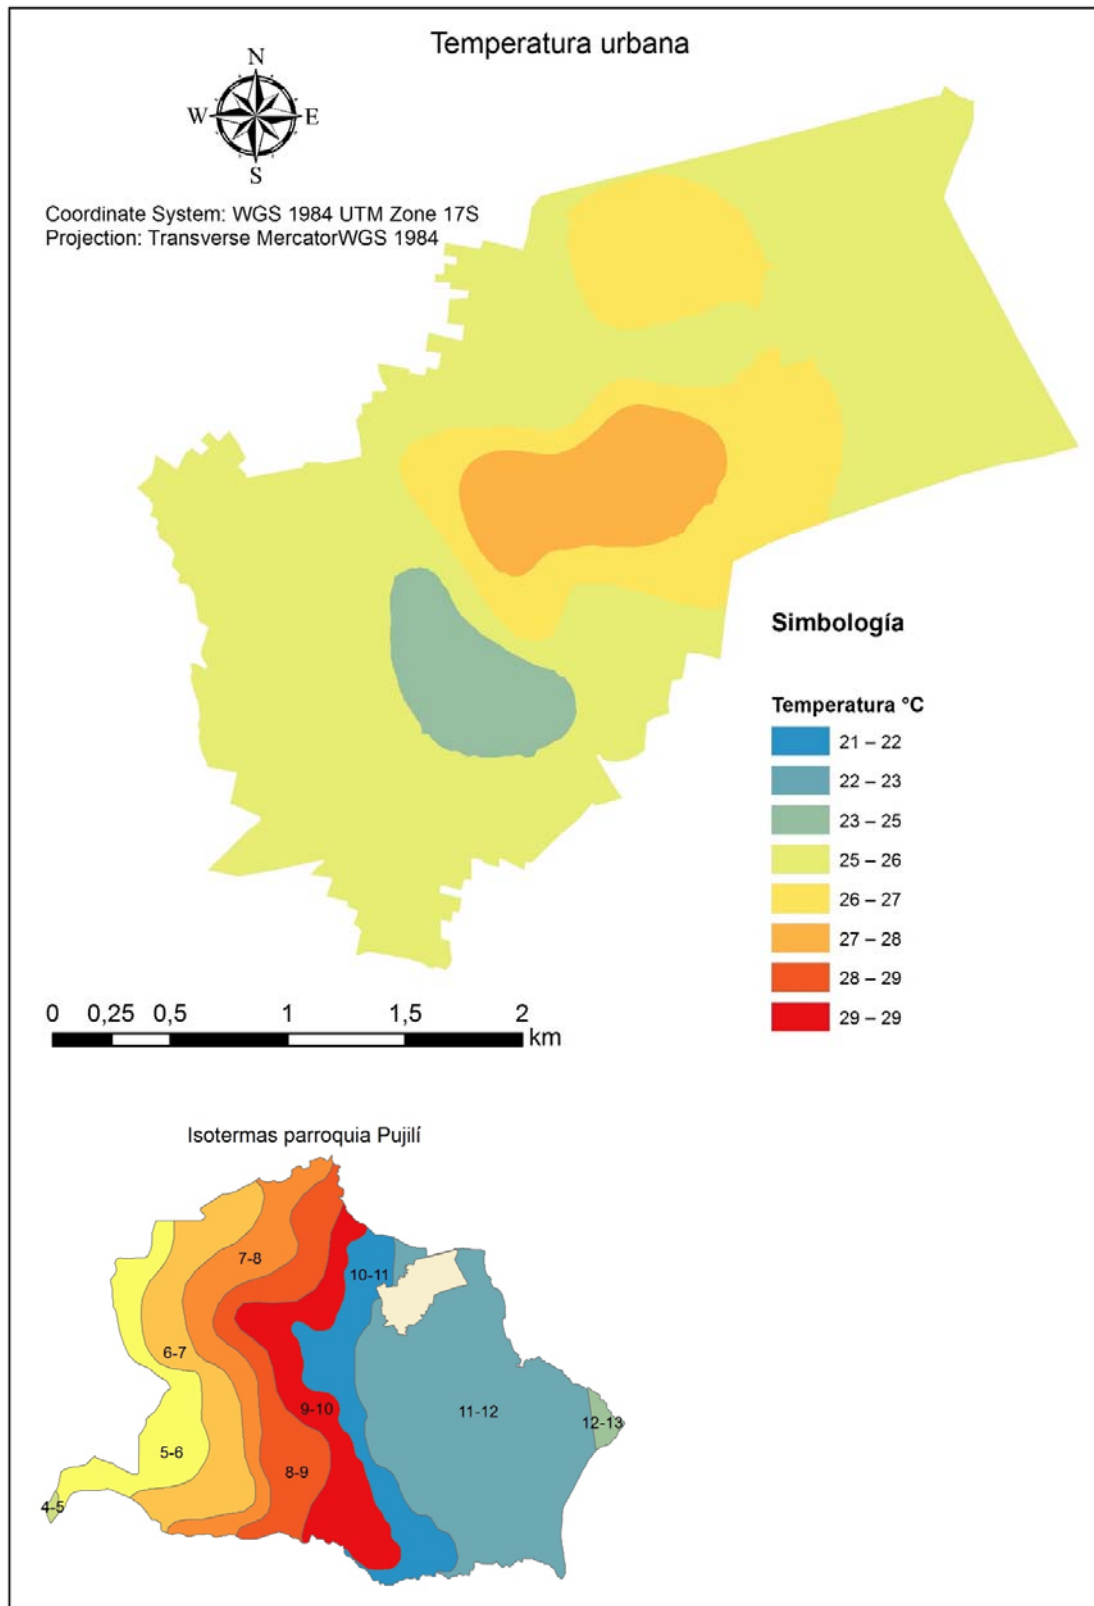 Temperatura urbana
N
W E
S
Coordinate System: WGS 1984 UTM Zone 17S
Projection: Transverse MercatorWGS 1984
Simbología
Temperatura °C
21 – 22
22 – 23
23 – 25
25 – 26
26 – 27
27 – 28
28 – 29
29 – 29
0 0,25 0,5 1 1,5 2
km
Isotermas parroquia Pujilí
7-8
10-11
6-7
9-10
11-12
12-13
5-6
8-9
4-5